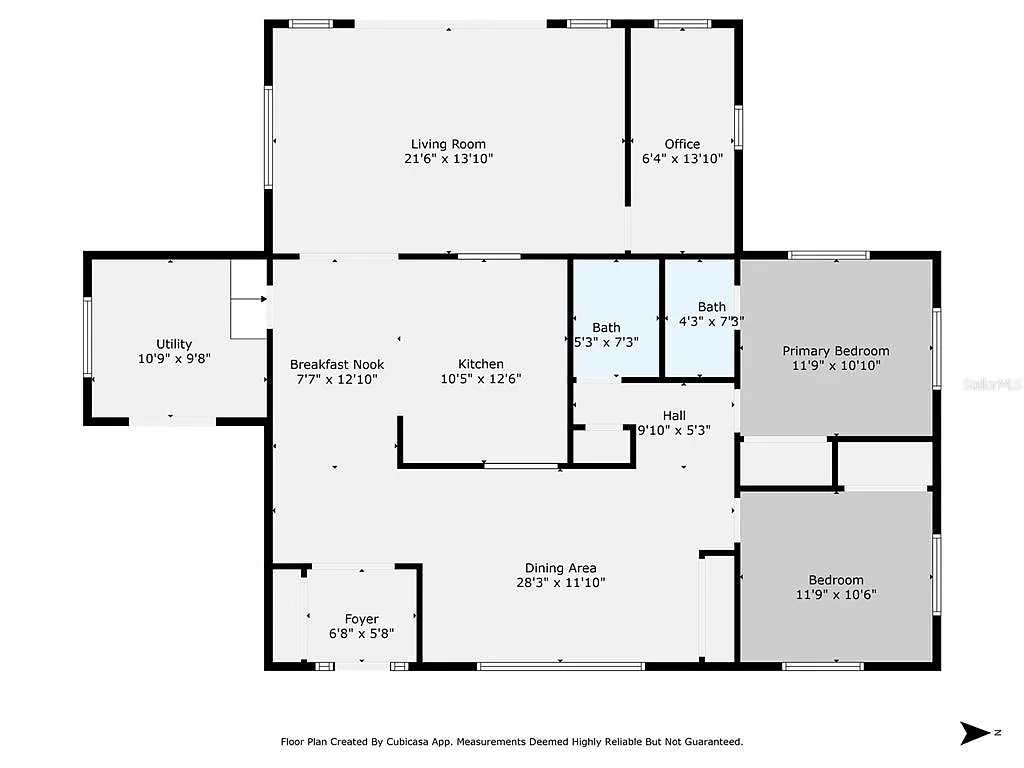 Living Room
21'6" x 13'10"
Office
6'4" x 13'10"
Utility
10'9" x 9'8"
Breakfast Nook
7'7" x 12'10"
Kitchen
10'5" x 12'6"
Bath
5'3" x 7'3"
Bath
4'3" x 7'3"
Primary Bedroom
11'9" x 10'10"
Hall
9'10" x 5'3"
Dining Area
28'3" x 11'10"
Bedroom
11'9" x 10'6"
Foyer
6'8" x 5'8"
StellarMLS
N
Floor Plan Created By Cubicasa App. Measurements Deemed Highly Reliable But Not Guaranteed.